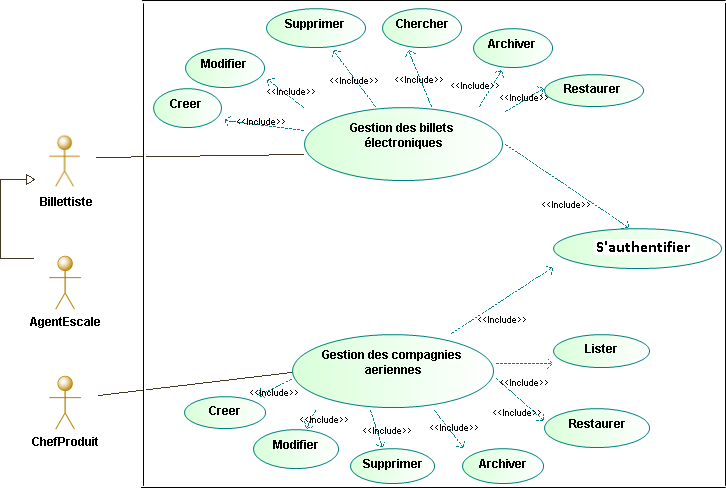 Supprimer
Chercher
Archiver
Modifier
Restaurer
Creer
<<Include>>
<<Include>>
<<Include>>
<<Include>>
<<Include>>
<<Include>>
Gestion des billets
électroniques
Billettiste
<<Include>>
S'authentifier
AgentEscale
<<Include>>
Gestion des compagnies
aeriennes
Lister
<<Include>>
ChefProduit
<<Include>>
Creer
<<Include>>
Modifier
<<Include>>
Supprimer
<<Include>>
Archiver
<<Include>>
Restaurer